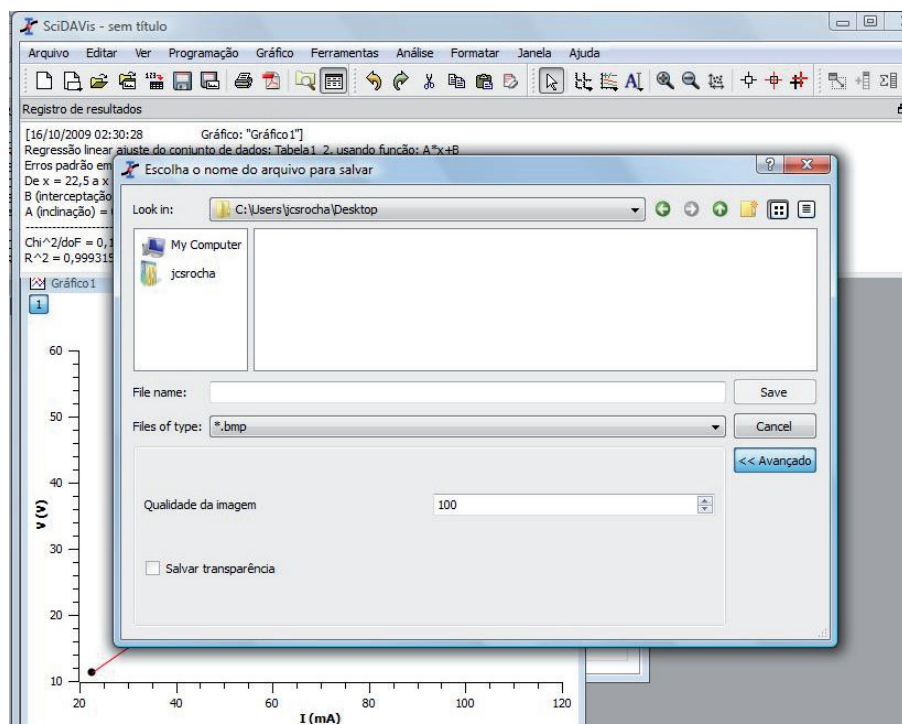 SciDAVis - sem título
Arquivo Editar Ver Programação Gráfico Ferramentas Análise Formatar Janela Ajuda
Registro de resultados
[16/10/2009 02:30:28 Gráfico: "Gráfico1"]
Regressão linear ajuste do conjunto de dados: Tabela1_2, usando função: A*x+B
Erros padrão em
De x = 22,5 a x
B (interceptação
A (inclinação) =
Chi^2/doF = 0,1
R^2 = 0,999315
Escolha o nome do arquivo para salvar
Look in: C:\Users\jcsrocha\Desktop
My Computer
jcsrocha
File name: Save
Files of type: *.bmp Cancel
<< Avançado
Qualidade da imagem 100
Salvar transparência
Gráfico1
1
60
50
40
30
20
10
V (V)
20 40 60 80 100 120
I (mA)